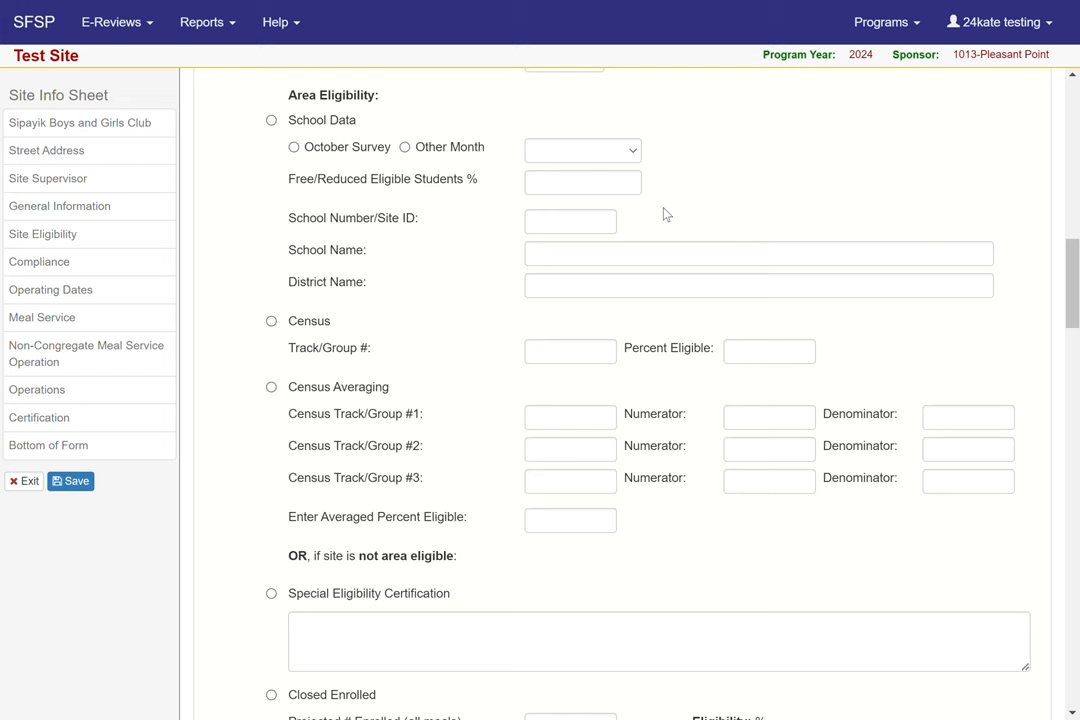 SFSP E-Reviews Reports Help Programs 24kate testing
Test Site Program Year: 2024 Sponsor: 1013-Pleasant Point
Site Info Sheet
Sipayik Boys and Girls Club
Street Address
Site Supervisor
General Information
Site Eligibility
Compliance
Operating Dates
Meal Service
Non-Congregate Meal Service
Operation
Operations
Certification
Bottom of Form
Exit Save
Area Eligibility:
School Data
October Survey Other Month
Free/Reduced Eligible Students %
School Number/Site ID:
School Name:
District Name:
Census
Track/Group #: Percent Eligible:
Census Averaging
Census Track/Group #1: Numerator: Denominator:
Census Track/Group #2: Numerator: Denominator:
Census Track/Group #3: Numerator: Denominator:
Enter Averaged Percent Eligible:
OR, if site is not area eligible:
Special Eligibility Certification
Closed Enrolled
Projected # Enrolled (all meals) Eligibility: %